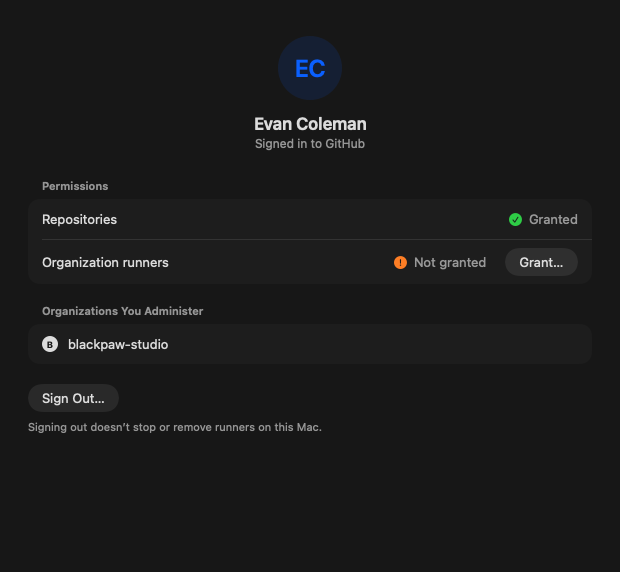 EC
Evan Coleman
Signed in to GitHub
Permissions
Repositories
Granted
Organization runners
! Not granted
Grant...
Organizations You Administer
B blackpaw-studio
Sign Out...
Signing out doesn't stop or remove runners on this Mac.